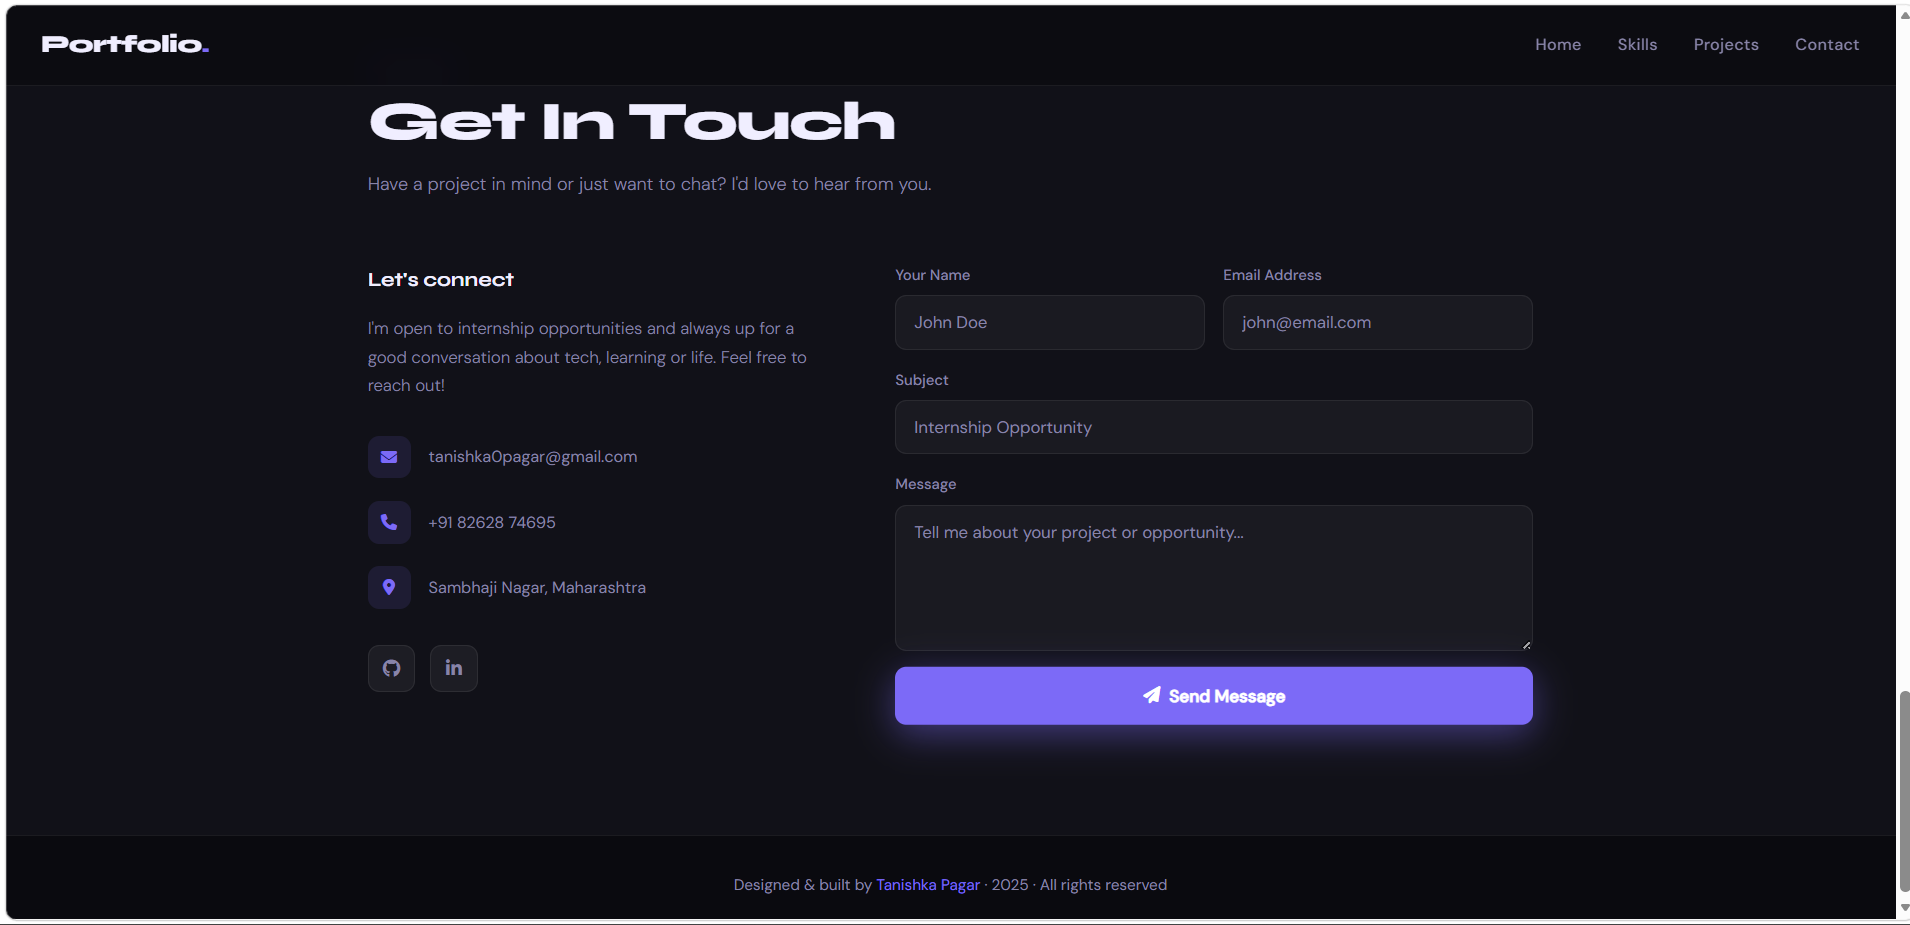 Portfolio.
Home
Skills
Projects
Contact
Get In Touch
Have a project in mind or just want to chat? I'd love to hear from you.
Let's connect
I'm open to internship opportunities and always up for a
good conversation about tech, learning or life. Feel free to
reach out!
tanishka0pagar@gmail.com
+91 82628 74695
Sambhaji Nagar, Maharashtra
in
Your Name
Email Address
John Doe
john@email.com
Subject
Internship Opportunity
Message
Tell me about your project or opportunity...
Send Message
Designed & built by Tanishka Pagar · 2025 · All rights reserved